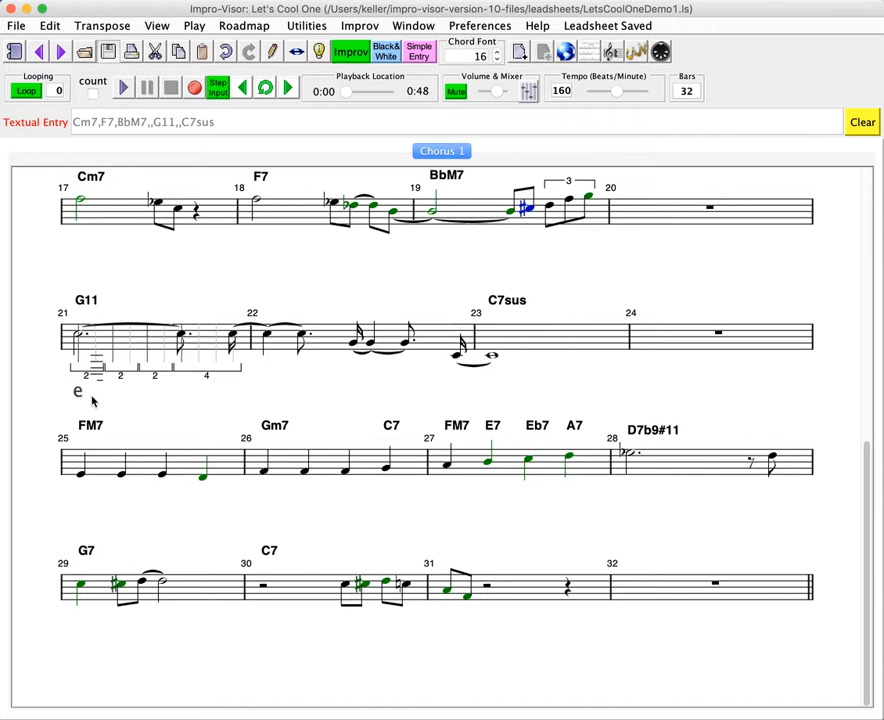 Impro-Visor: Let's Cool One (/Users/keller/impro-visor-version-10-files/leadsheets/LetsCoolOneDemo1.ls)
File Edit Transpose View Play Roadmap Utilities Improv Window Preferences Help Leadsheet Saved
Improv Black& White Simple Entry Chord Font 16
Looping Loop 0 count Step Input Playback Location 0:00 0:48 Volume & Mixer Mute Tempo (Beats/Minute) 160 Bars 32
Textual Entry Cm7,F7,BbM7,,G11,,C7sus Clear
Chorus 1
Cm7 F7 BbM7
17 18 19 3 20
G11 C7sus
21 22 23 24
2 2 2 4
e
FM7 Gm7 C7 FM7 E7 Eb7 A7 D7b9#11
25 26 27 28
G7 C7
29 30 31 32